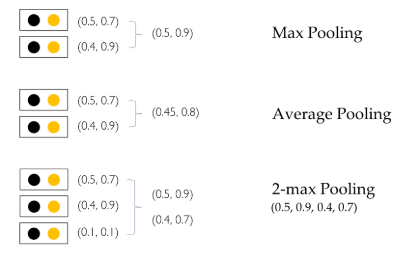 (0.5, 0.7)
(0.4, 0.9)
(0.5, 0.9)
Max Pooling
(0.5, 0.7)
(0.4, 0.9)
(0.45, 0.8)
Average Pooling
(0.5, 0.7)
(0.4, 0.9)
(0.1, 0.1)
(0.5, 0.9)
(0.4, 0.7)
2-max Pooling
(0.5, 0.9, 0.4, 0.7)